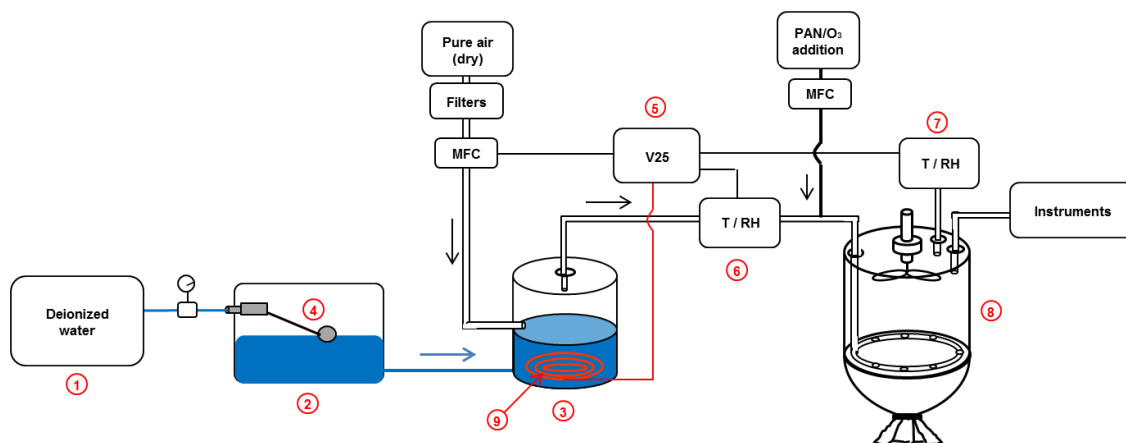 Pure air
(dry)
PAN/O₃
addition
Filters
MFC
5
7
MFC
V25
T / RH
T / RH
Instruments
6
Deionized
water
4
8
1
2
9
3